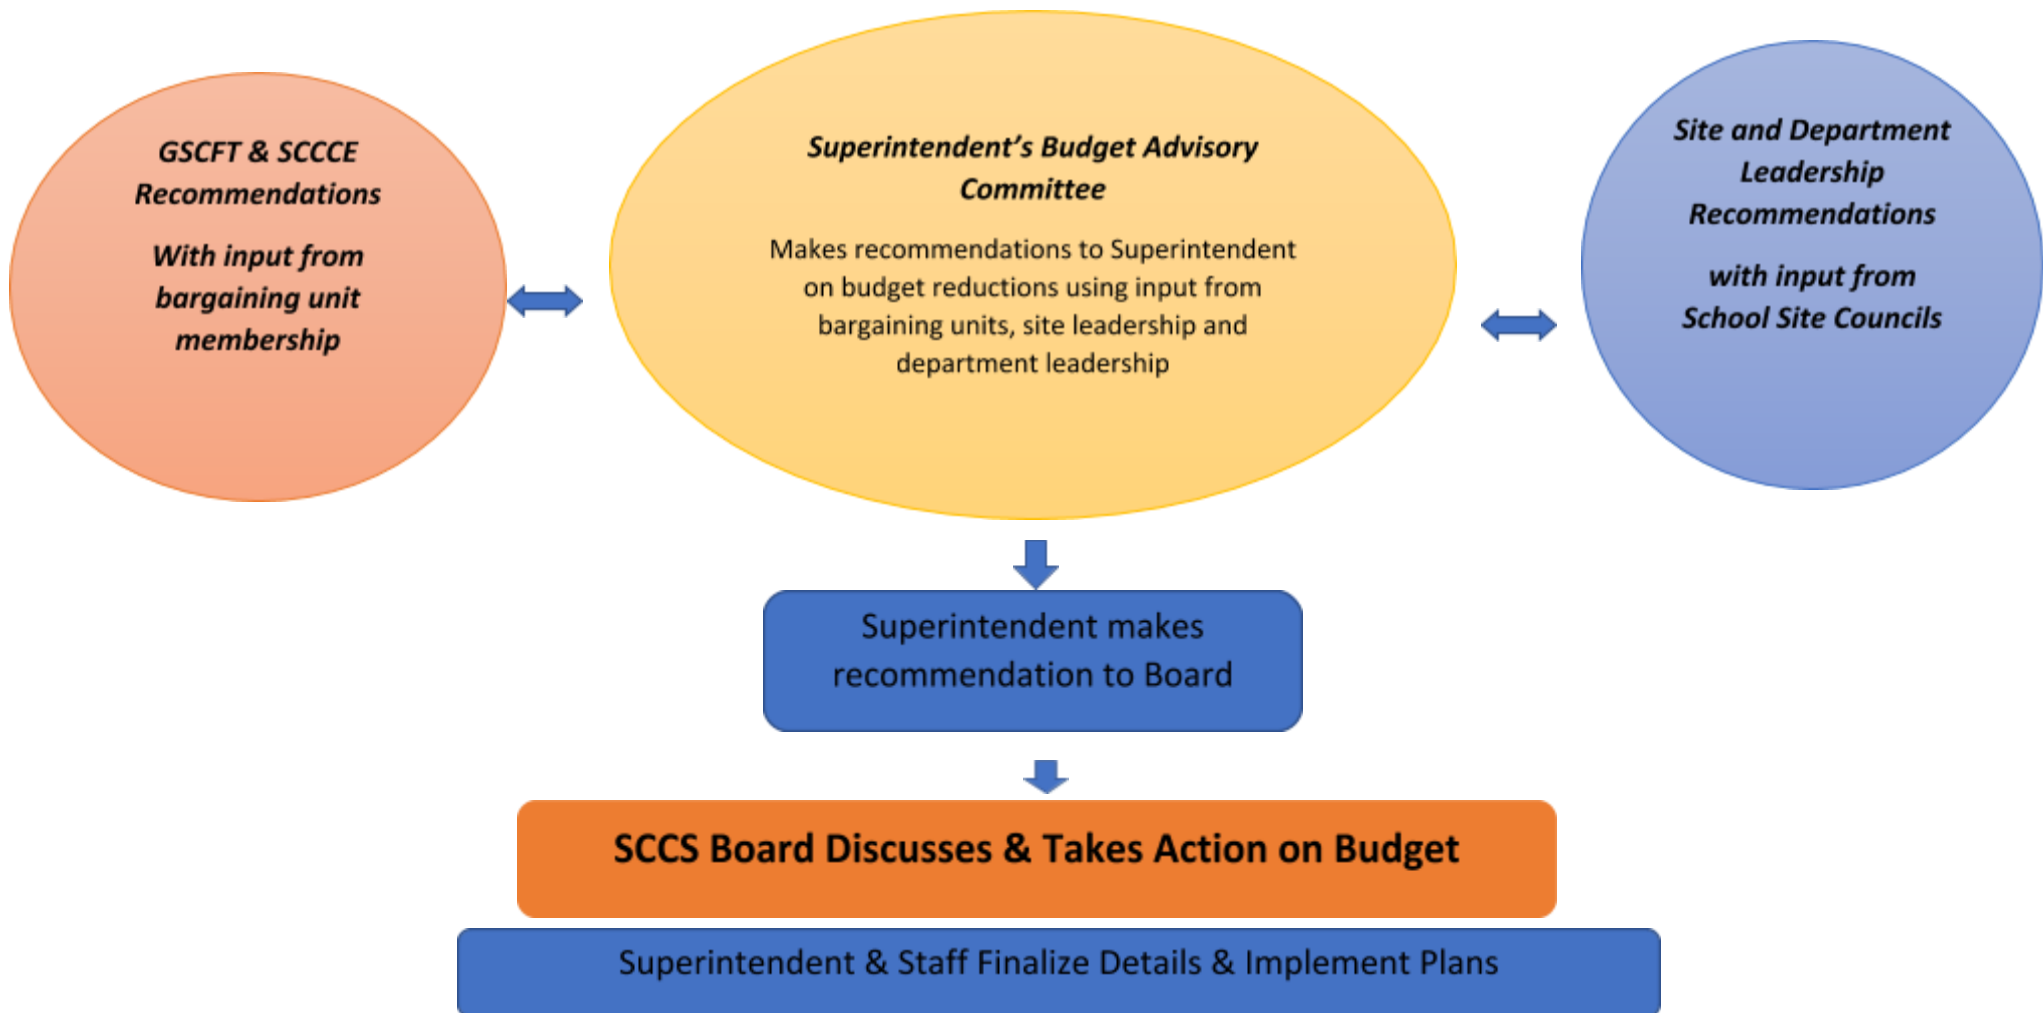 GSCFT & SCCCE
Recommendations
With input from
bargaining unit
membership
Superintendent's Budget Advisory
Committee
Makes recommendations to Superintendent
on budget reductions using input from
bargaining units, site leadership and
department leadership
Site and Department
Leadership
Recommendations
with input from
School Site Councils
Superintendent makes
recommendation to Board
SCCS Board Discusses & Takes Action on Budget
Superintendent & Staff Finalize Details & Implement Plans